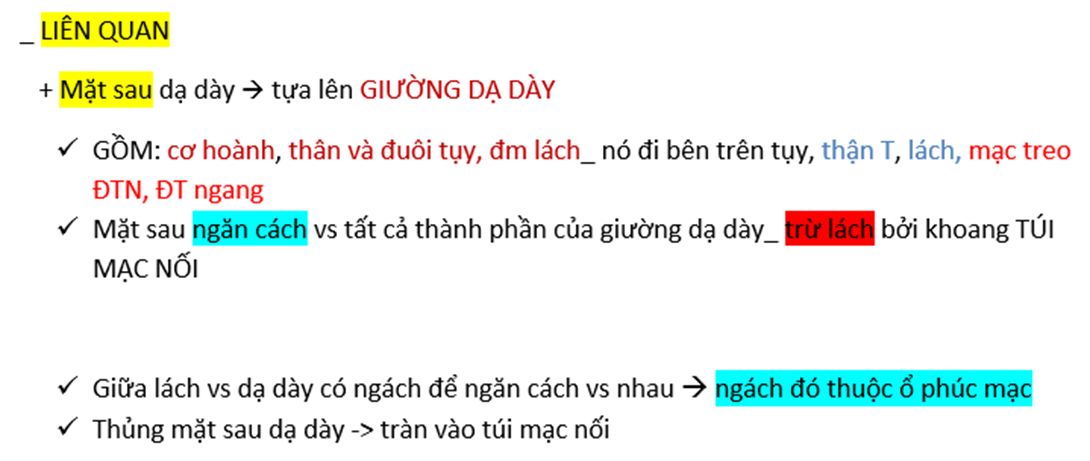 _ LIÊN QUAN
+ Mặt sau dạ dày → tựa lên GIƯỜNG DẠ DÀY
✓ GỒM: cơ hoành, thân và đuôi tụy, đm lách_ nó đi bên trên tụy, thận T, lách, mạc treo
ĐTN, ĐT ngang
✓ Mặt sau ngăn cách vs tất cả thành phần của giường dạ dày_ trừ lách bởi khoang TÚI
MẠC NỐI
✓ Giữa lách vs dạ dày có ngách để ngăn cách vs nhau → ngách đó thuộc ổ phúc mạc
✓ Thủng mặt sau dạ dày -> tràn vào túi mạc nối